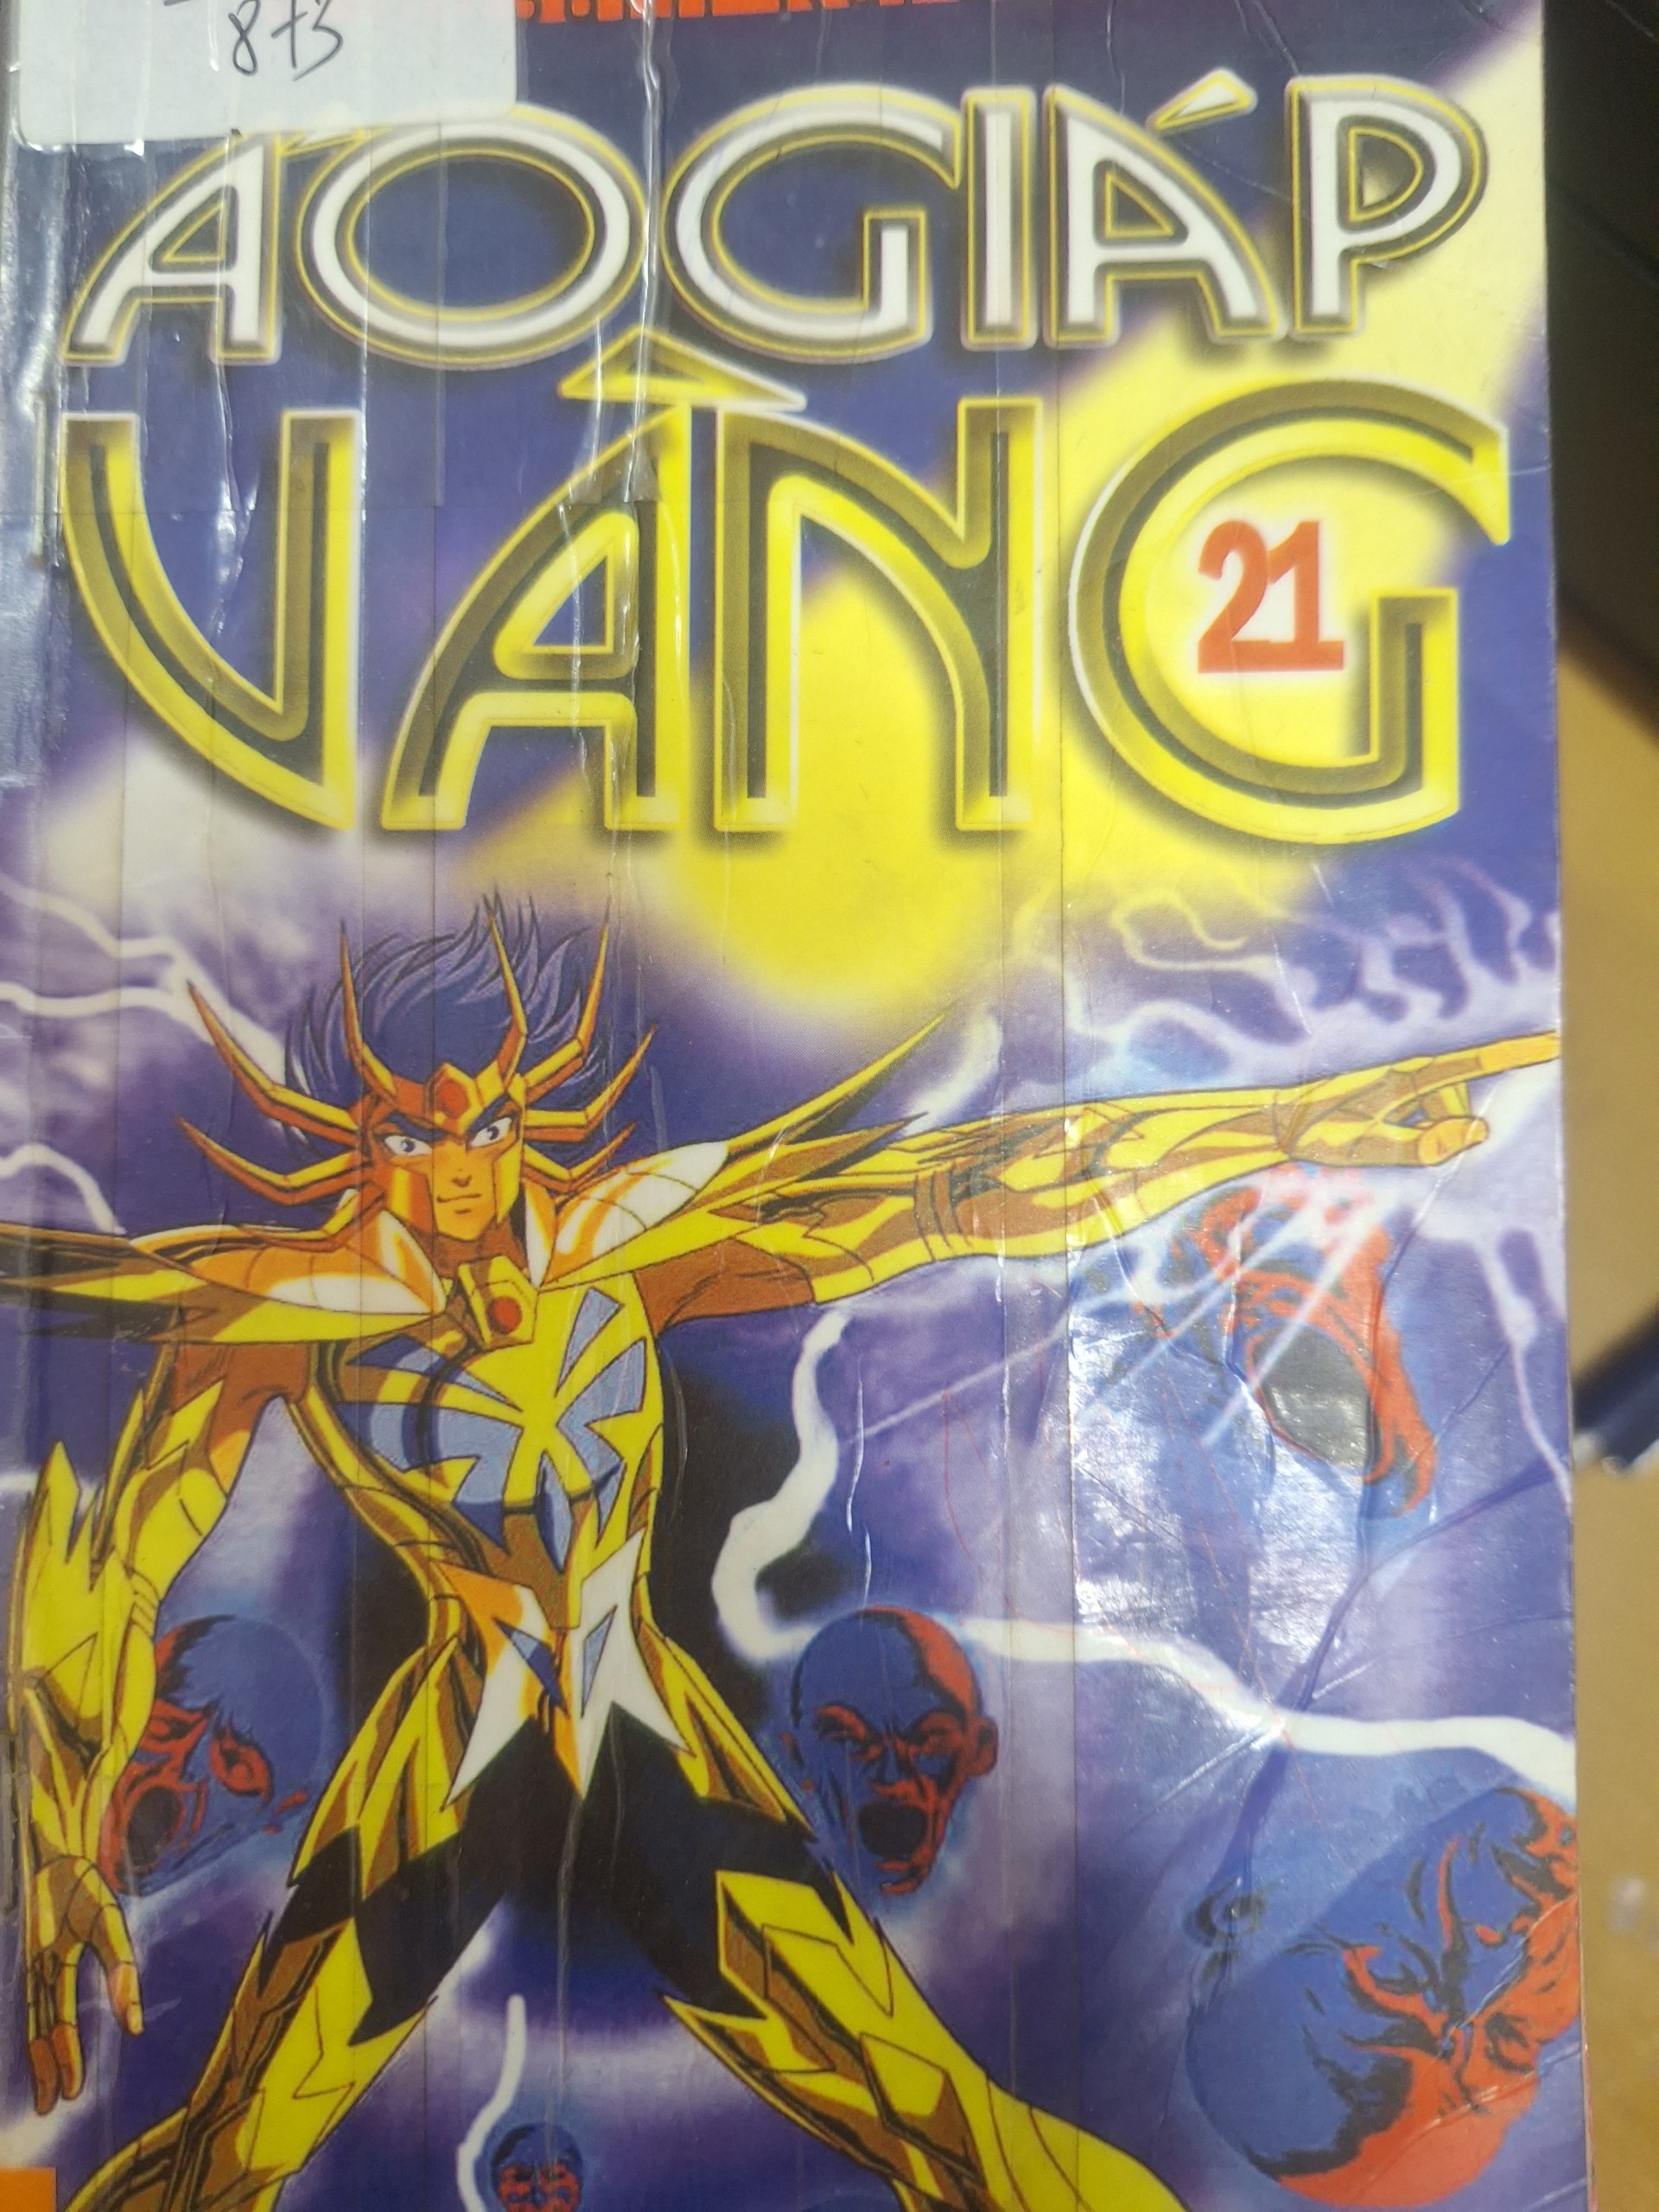 873
ÁO GIÁP
VÀNG
21